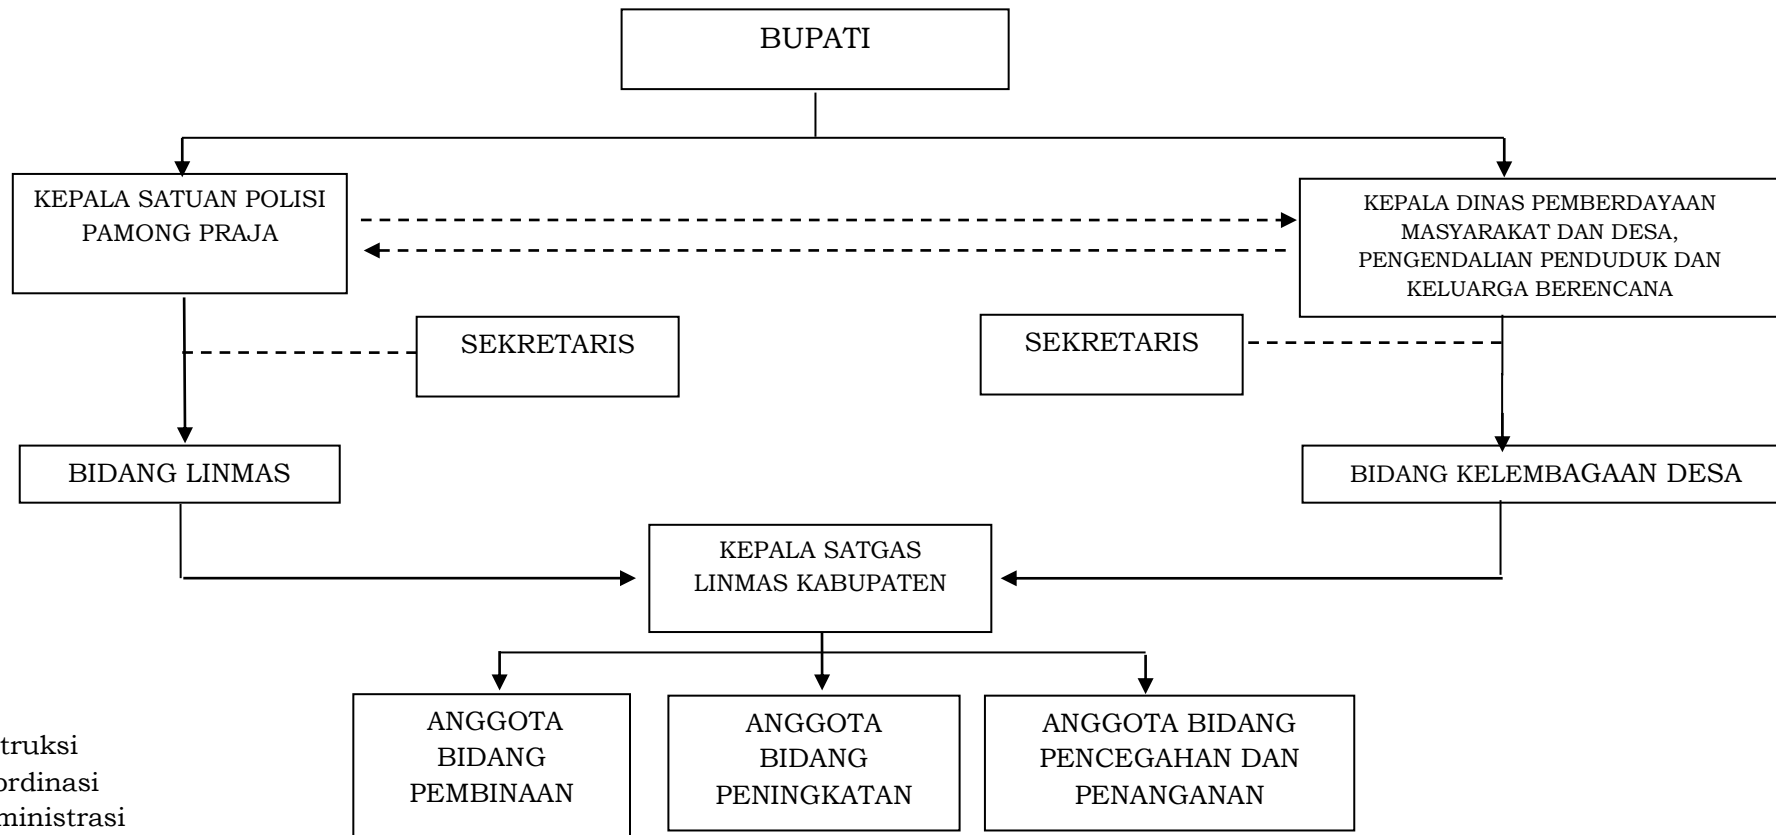 BUPATI
KEPALA SATUAN POLISI
PAMONG PRAJA
KEPALA DINAS PEMBERDAYAAN
MASYARAKAT DAN DESA,
PENGENDALIAN PENDUDUK DAN
KELUARGA BERENCANA
SEKRETARIS
SEKRETARIS
BIDANG LINMAS
BIDANG KELEMBAGAAN DESA
KEPALA SATGAS
LINMAS KABUPATEN
ANGGOTA
BIDANG
PEMBINAAN
ANGGOTA
BIDANG
PENINGKATAN
ANGGOTA BIDANG
PENCEGAHAN DAN
PENANGANAN
truksi
ordinasi
ministrasi